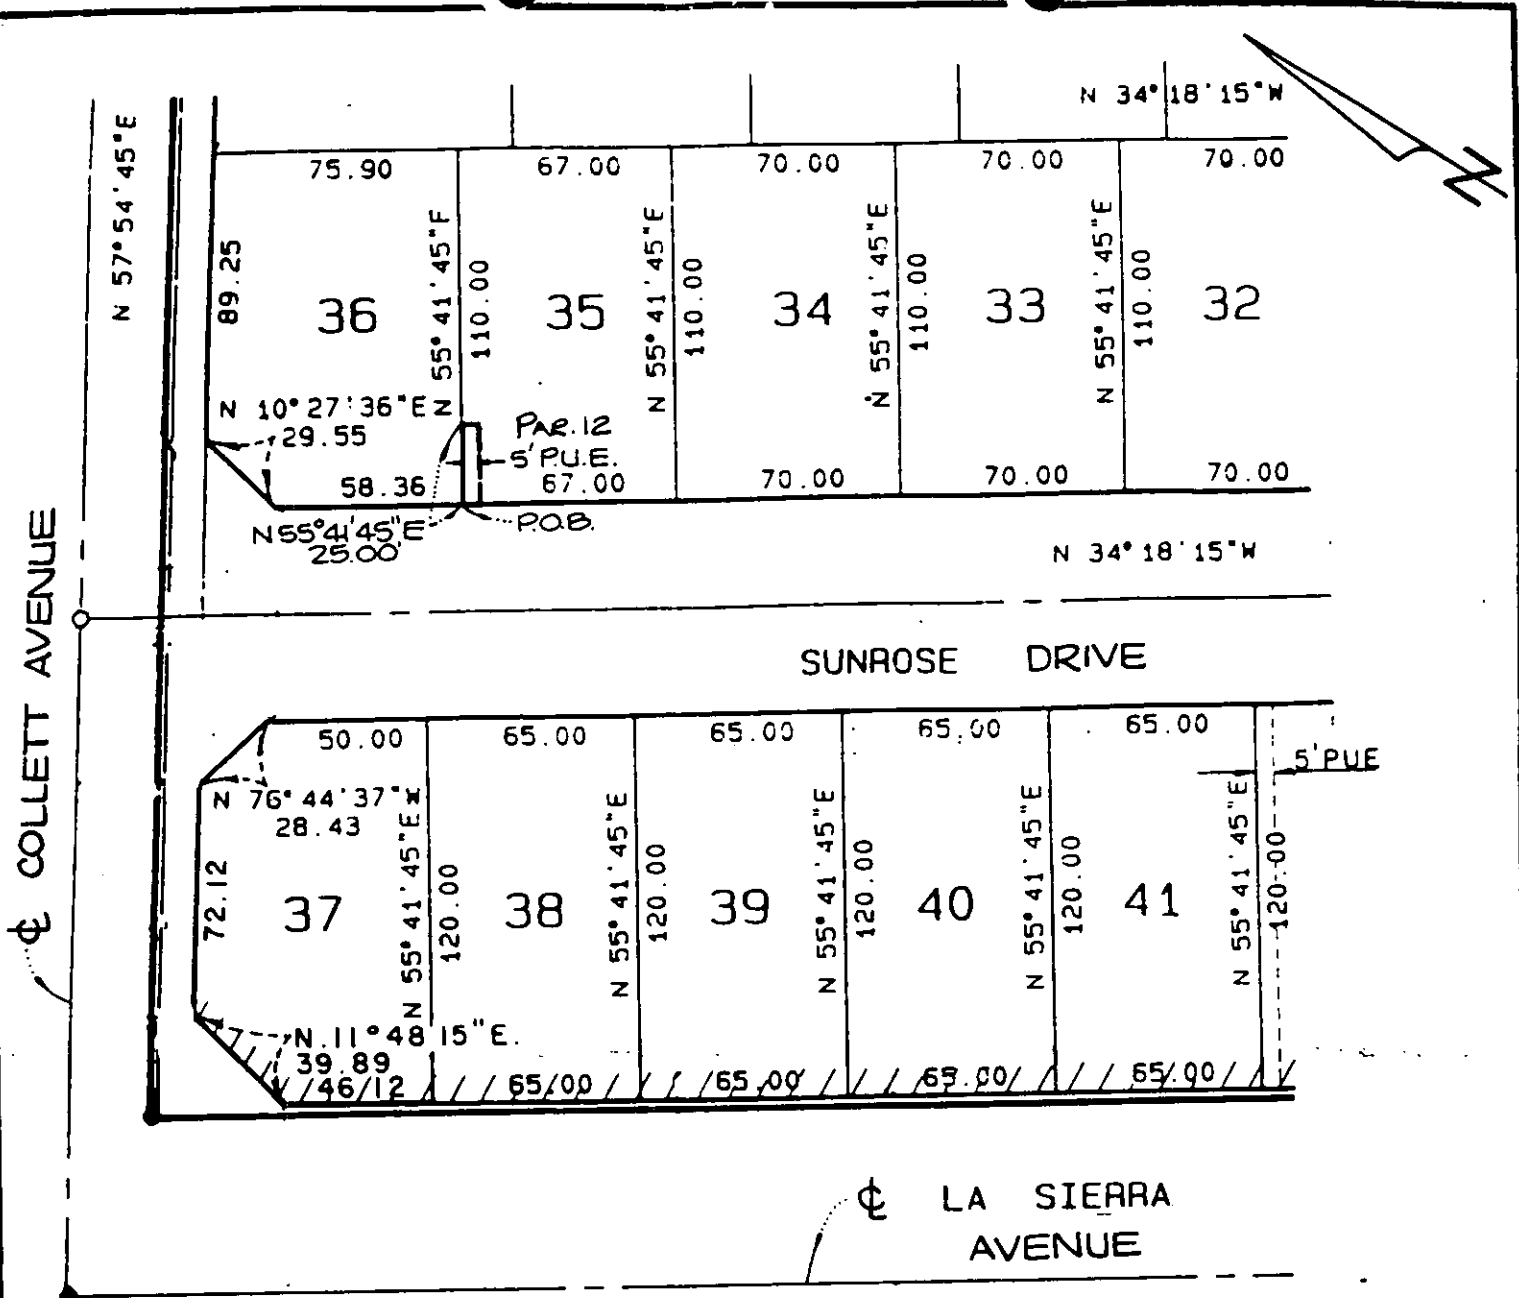 N 34°18'15"W
N 57°54'45"E
75.90
67.00
70.00
70.00
70.00
89.25
36
N 55°41'45"F
110.00
35
N 55°41'45"E
110.00
34
N 55°41'45"E
110.00
33
N 55°41'45"E
110.00
32
N 10°27'36"E
29.55
PAR. 12
5' P.U.E.
58.36
67.00
70.00
70.00
70.00
N55°41'45"E
25.00'
P.O.B.
N 34°18'15"W
℄ COLLETT AVENUE
SUNROSE DRIVE
50.00
65.00
65.00
65.00
65.00
5' PUE
N 76°44'37"W
28.43
72.12
37
N 55°41'45"E
120.00
38
N 55°41'45"E
120.00
39
N 55°41'45"E
120.00
40
N 55°41'45"E
120.00
41
N 55°41'45"E
120.00
N. 11°48'15"E.
39.89
46.12
65.00
65.00
65.00
65.00
℄ LA SIERRA
AVENUE
N